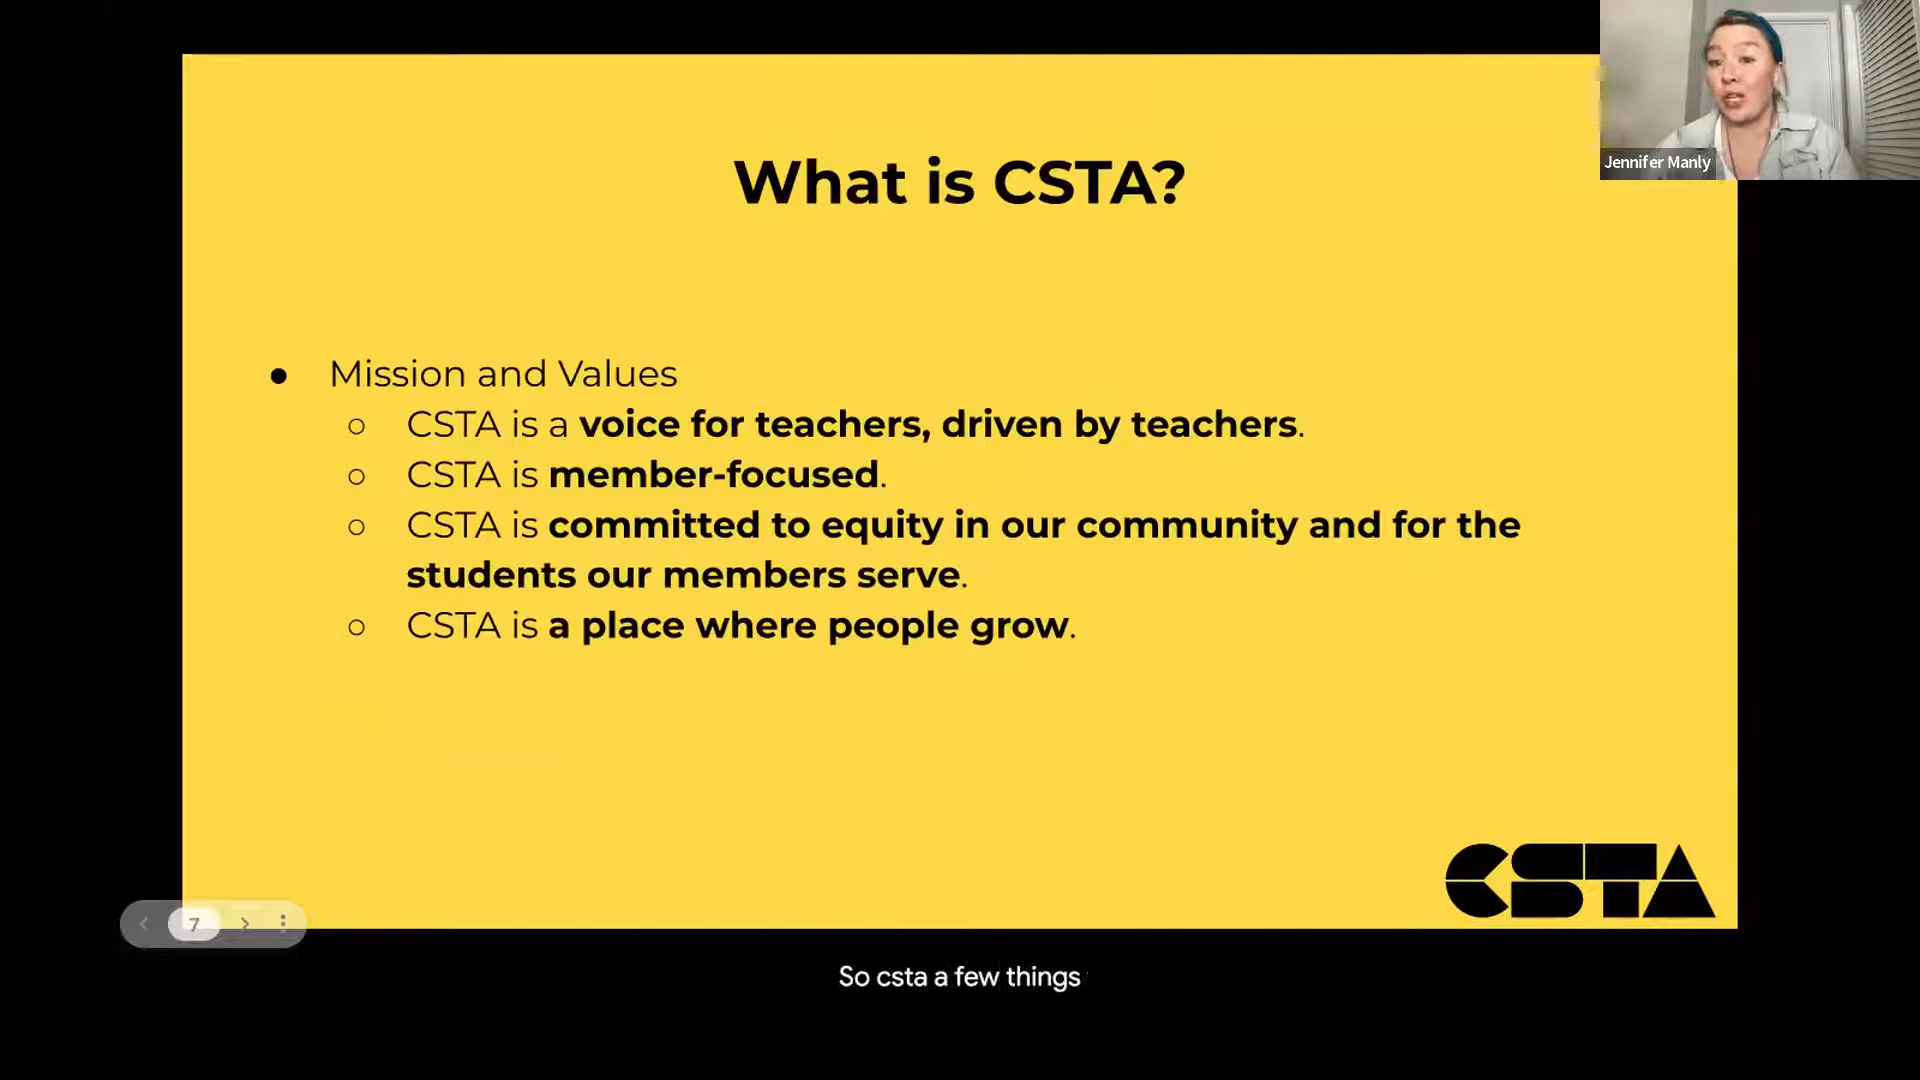 Jennifer Manly
What is CSTA?
● Mission and Values
○ CSTA is a voice for teachers, driven by teachers.
○ CSTA is member-focused.
○ CSTA is committed to equity in our community and for the
students our members serve.
○ CSTA is a place where people grow.
CSTA
7
So csta a few things